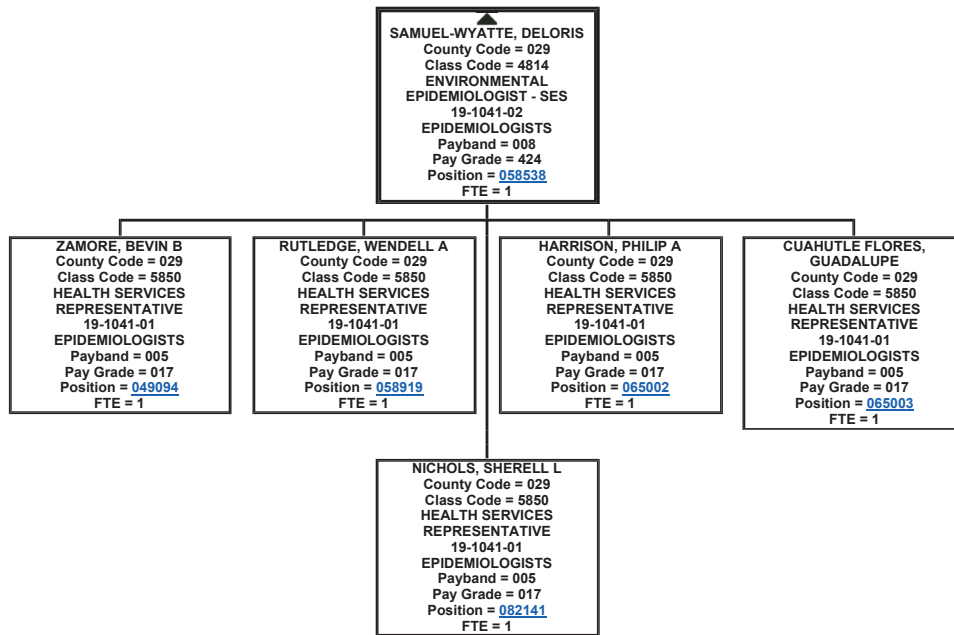 SAMUEL-WYATTE, DELORIS
County Code = 029
Class Code = 4814
ENVIRONMENTAL
EPIDEMIOLOGIST - SES
19-1041-02
EPIDEMIOLOGISTS
Payband = 008
Pay Grade = 424
Position = 058538
FTE = 1
ZAMORE, BEVIN B
County Code = 029
Class Code = 5850
HEALTH SERVICES
REPRESENTATIVE
19-1041-01
EPIDEMIOLOGISTS
Payband = 005
Pay Grade = 017
Position = 049094
FTE = 1
RUTLEDGE, WENDELL A
County Code = 029
Class Code = 5850
HEALTH SERVICES
REPRESENTATIVE
19-1041-01
EPIDEMIOLOGISTS
Payband = 005
Pay Grade = 017
Position = 058919
FTE = 1
HARRISON, PHILIP A
County Code = 029
Class Code = 5850
HEALTH SERVICES
REPRESENTATIVE
19-1041-01
EPIDEMIOLOGISTS
Payband = 005
Pay Grade = 017
Position = 065002
FTE = 1
CUAHUTLE FLORES,
GUADALUPE
County Code = 029
Class Code = 5850
HEALTH SERVICES
REPRESENTATIVE
19-1041-01
EPIDEMIOLOGISTS
Payband = 005
Pay Grade = 017
Position = 065003
FTE = 1
NICHOLS, SHERELL L
County Code = 029
Class Code = 5850
HEALTH SERVICES
REPRESENTATIVE
19-1041-01
EPIDEMIOLOGISTS
Payband = 005
Pay Grade = 017
Position = 082141
FTE = 1